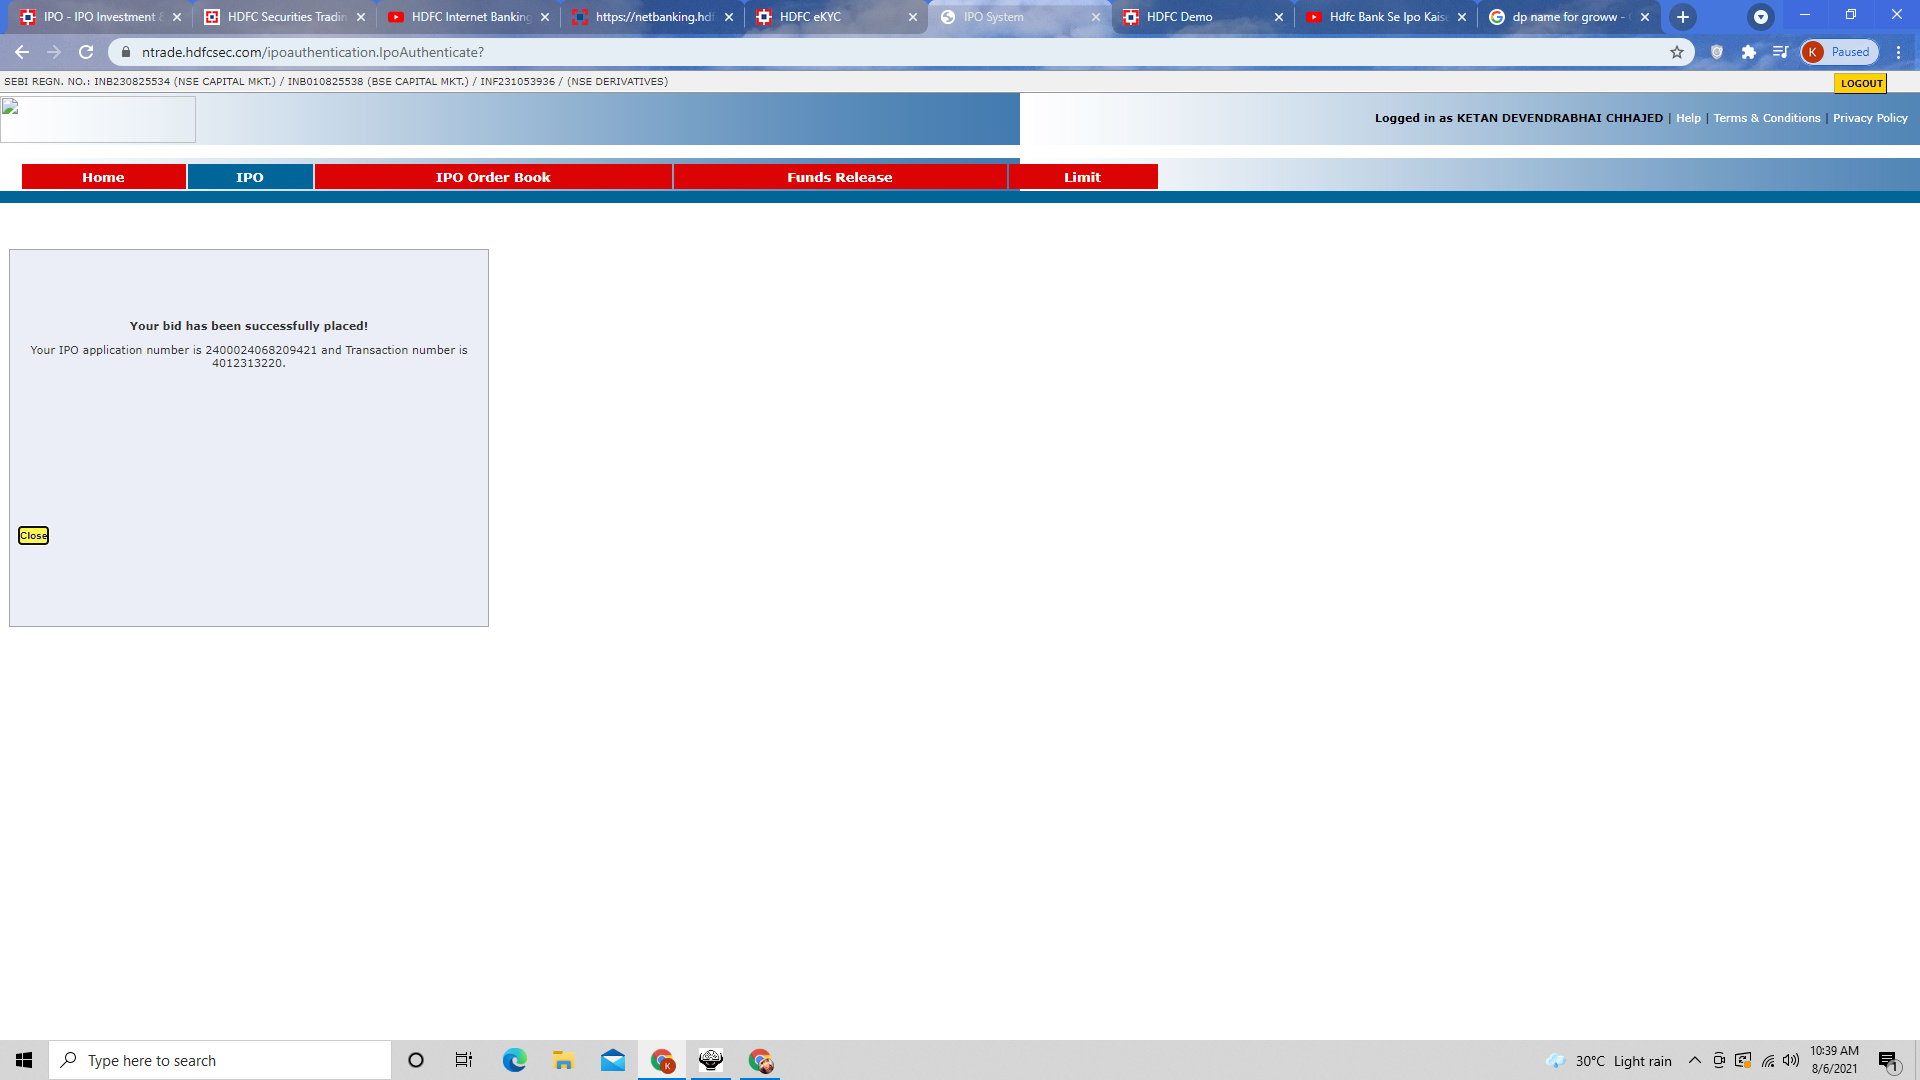 IPO - IPO Investment &
HDFC Securities Tradin
HDFC Internet Banking
https://netbanking.hdf
HDFC eKYC
IPO System
HDFC Demo
Hdfc Bank Se Ipo Kais
dp name for groww -
ntrade.hdfcsec.com/ipoauthentication.IpoAuthenticate?
K Paused
SEBI REGN. NO.: INB230825534 (NSE CAPITAL MKT.) / INB010825538 (BSE CAPITAL MKT.) / INF231053936 / (NSE DERIVATIVES)
LOGOUT
Logged in as KETAN DEVENDRABHAI CHHAJED | Help | Terms & Conditions | Privacy Policy
Home IPO IPO Order Book Funds Release Limit
Your bid has been successfully placed!
Your IPO application number is 2400024068209421 and Transaction number is
4012313220.
Close
Type here to search
K
30°C Light rain
10:39 AM
8/6/2021
1